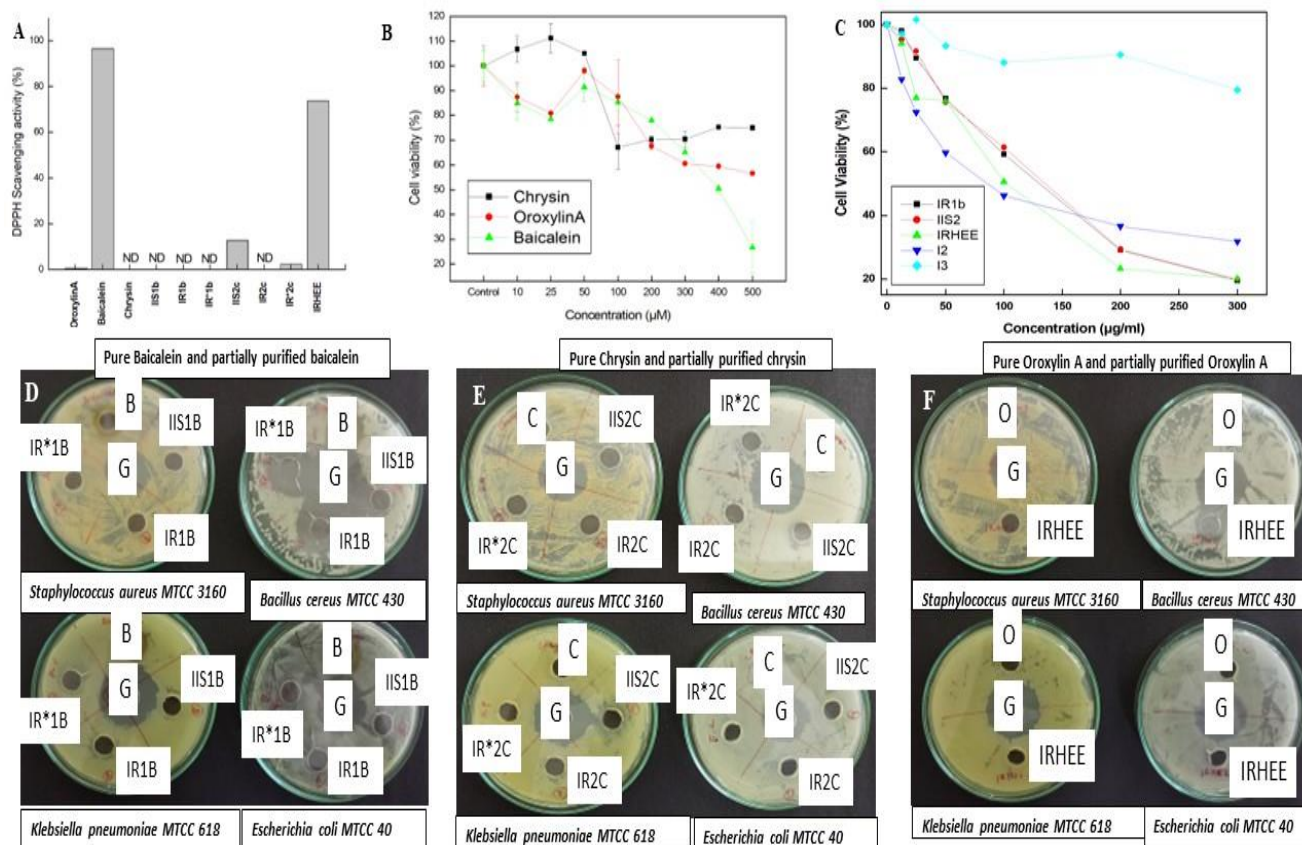 A
DPPH Scavenging activity (%)
100
80
60
40
20
0
ND
ND
ND
ND
ND
OroxylinA
Baicalein
Chrysin
IIS1b
IR1b
IR*1b
IIS2c
IR2c
IR*2c
IRHEE
B
Cell viability (%)
120
110
100
90
80
70
60
50
40
30
20
Chrysin
OroxylinA
Baicalein
Control
10
25
50
100
200
300
400
500
Concentration (µM)
C
Cell Viability (%)
100
80
60
40
20
IR1b
IIS2
IRHEE
I2
I3
0
50
100
200
300
Concentration (µg/ml)
Pure Baicalein and partially purified baicalein
D
B
IIS1B
IR*1B
G
IR1B
IR*1B
B
IIS1B
G
IR1B
Staphylococcus aureus MTCC 3160
Bacillus cereus MTCC 430
B
G
IIS1B
IR*1B
IR1B
B
IIS1B
G
IR*1B
IR1B
Klebsiella pneumoniae MTCC 618
Escherichia coli MTCC 40
Pure Chrysin and partially purified chrysin
E
C
IIS2C
G
IR*2C
IR2C
IR*2C
C
G
IR2C
IIS2C
Staphylococcus aureus MTCC 3160
Bacillus cereus MTCC 430
C
IIS2C
G
IR*2C
IR2C
C
IIS2C
IR*2C
G
IR2C
Klebsiella pneumoniae MTCC 618
Escherichia coli MTCC 40
Pure Oroxylin A and partially purified Oroxylin A
F
O
G
IRHEE
O
G
IRHEE
Staphylococcus aureus MTCC 3160
Bacillus cereus MTCC 430
O
G
IRHEE
O
G
IRHEE
Klebsiella pneumoniae MTCC 618
Escherichia coli MTCC 40